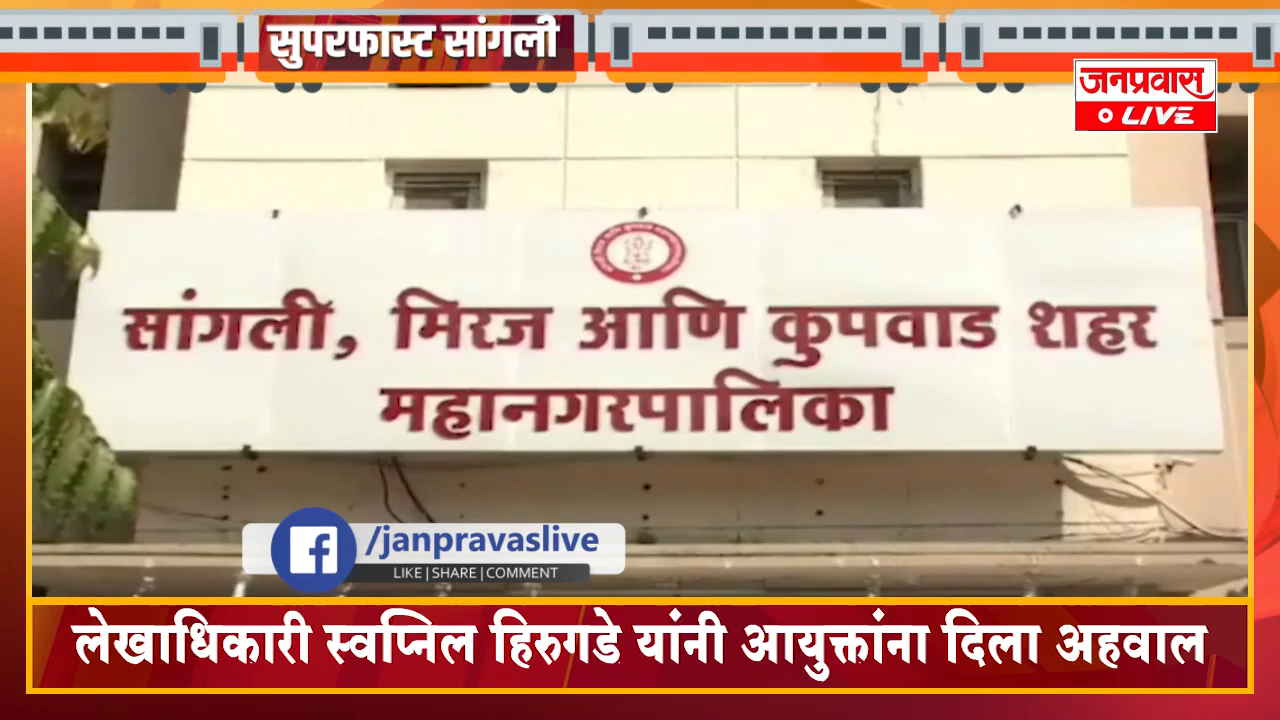 सुपरफास्ट सांगली
जनप्रवास
LIVE
सांगली, मिरज आणि कुपवाड शहर
महानगरपालिका
/janpravaslive
LIKE|SHARE|COMMENT
लेखाधिकारी स्वप्निल हिरुगडे यांनी आयुक्तांना दिला अहवाल